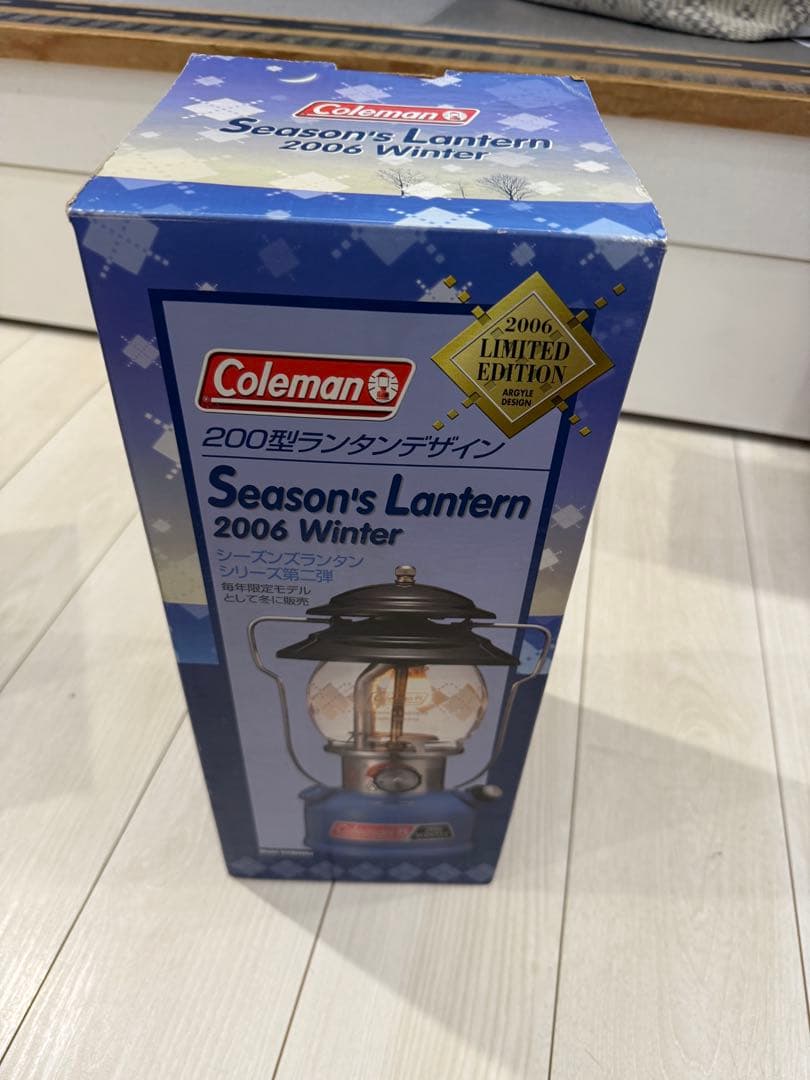 Coleman
Season's Lantern
2006 Winter
2006
LIMITED
EDITION
ARGYLE
DESIGN
Coleman
200型ランタンデザイン
Season's Lantern
2006 Winter
シーズンズランタン
シリーズ第二弾
毎年限定モデル
として冬に販売
Coleman
Coleman